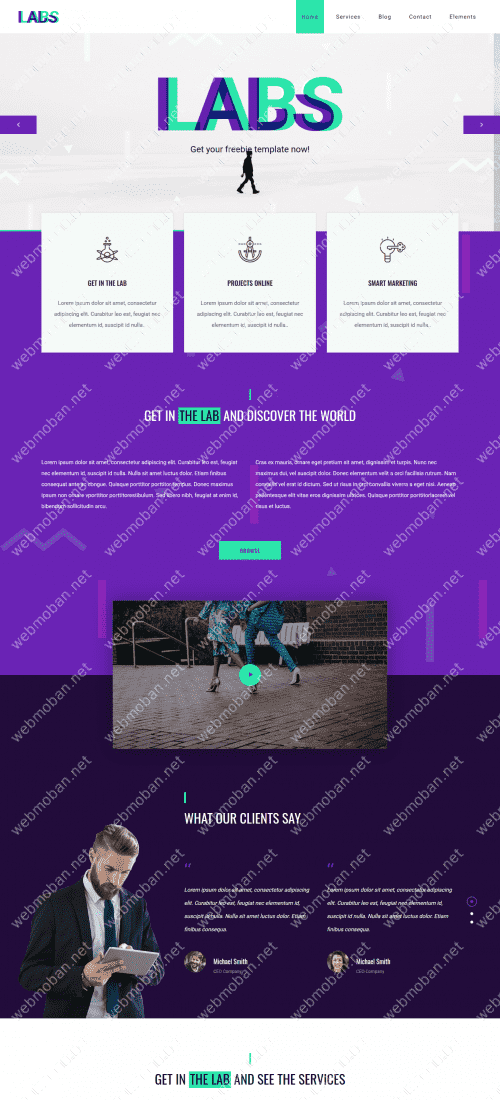 LABS
Home Services Blog Contact Elements
LABS
Get your freebie template now!
GET IN THE LAB
Lorem ipsum dolor sit amet, consectetur
adipiscing elit. Curabitur leo est, feugiat nec
elementum id, suscipit id nulla.
PROJECTS ONLINE
Lorem ipsum dolor sit amet, consectetur
adipiscing elit. Curabitur leo est, feugiat nec
elementum id, suscipit id nulla.
SMART MARKETING
Lorem ipsum dolor sit amet, consectetur
adipiscing elit. Curabitur leo est, feugiat nec
elementum id, suscipit id nulla.
GET IN THE LAB AND DISCOVER THE WORLD
Lorem ipsum dolor sit amet, consectetur adipiscing elit. Curabitur leo est, feugiat
nec elementum id, suscipit id nulla. Nulla sit amet luctus dolor. Etiam finibus
consequat ante ac congue. Quisque porttitor porttitor tempus. Donec maximus
ipsum non ornare vporttitor porttitorestibulum. Sed libero nibh, feugiat at enim id,
bibendum sollicitudin arcu.
Cras ex mauris, ornare eget pretium sit amet, dignissim et turpis. Nunc nec
maximus dui, vel suscipit dolor. Donec elementum velit a orci facilisis rutrum. Nam
convallis vel erat id dictum. Sed ut risus in orci convallis viverra a eget nisi. Aenean
pellentesque elit vitae eros dignissim ultrices. Quisque porttitor porttitorlaoreet vel
risus et luctus.
BROWSE
WHAT OUR CLIENTS SAY
“
Lorem ipsum dolor sit amet, consectetur adipiscing
elit. Curabitur leo est, feugiat nec elementum id,
suscipit id nulla. Nulla sit amet luctus dolor. Etiam
finibus consequat.
Michael Smith
CEO Company
“
Lorem ipsum dolor sit amet, consectetur adipiscing
elit. Curabitur leo est, feugiat nec elementum id,
suscipit id nulla. Nulla sit amet luctus dolor. Etiam
finibus consequat.
Michael Smith
CEO Company
GET IN THE LAB AND SEE THE SERVICES
webmoban.net